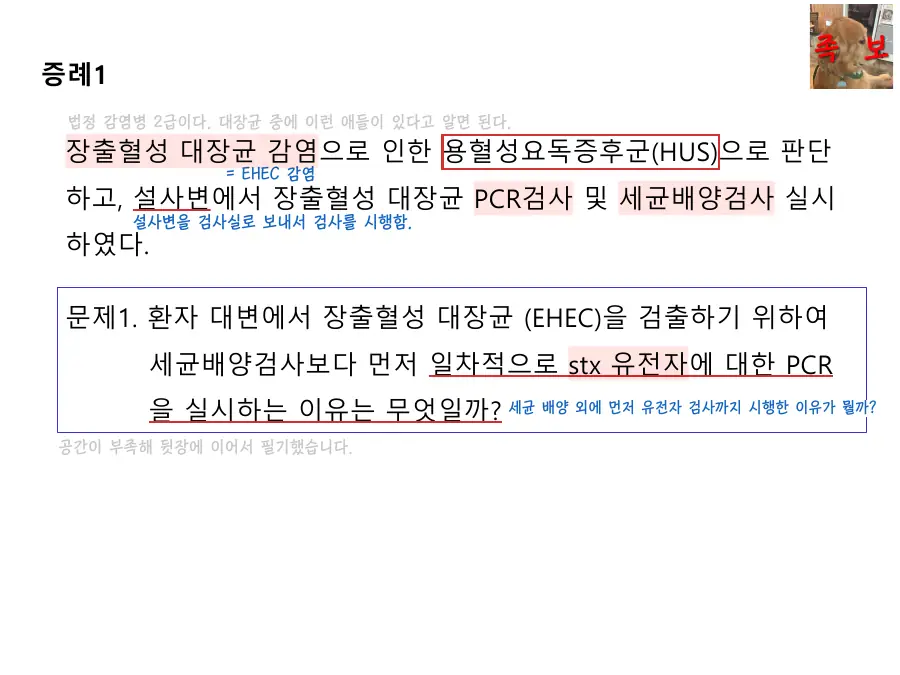 족 보
증례1
법정 감염병 2급이다. 대장균 중에 이런 애들이 있다고 알면 된다.
장출혈성 대장균 감염으로 인한 용혈성요독증후군(HUS)으로 판단
= EHEC 감염
하고, 설사변에서 장출혈성 대장균 PCR검사 및 세균배양검사 실시
설사변을 검사실로 보내서 검사를 시행함.
하였다.
문제1. 환자 대변에서 장출혈성 대장균 (EHEC)을 검출하기 위하여
세균배양검사보다 먼저 일차적으로 stx 유전자에 대한 PCR
을 실시하는 이유는 무엇일까? 세균 배양 외에 먼저 유전자 검사까지 시행한 이유가 뭘까?
공간이 부족해 뒷장에 이어서 필기했습니다.